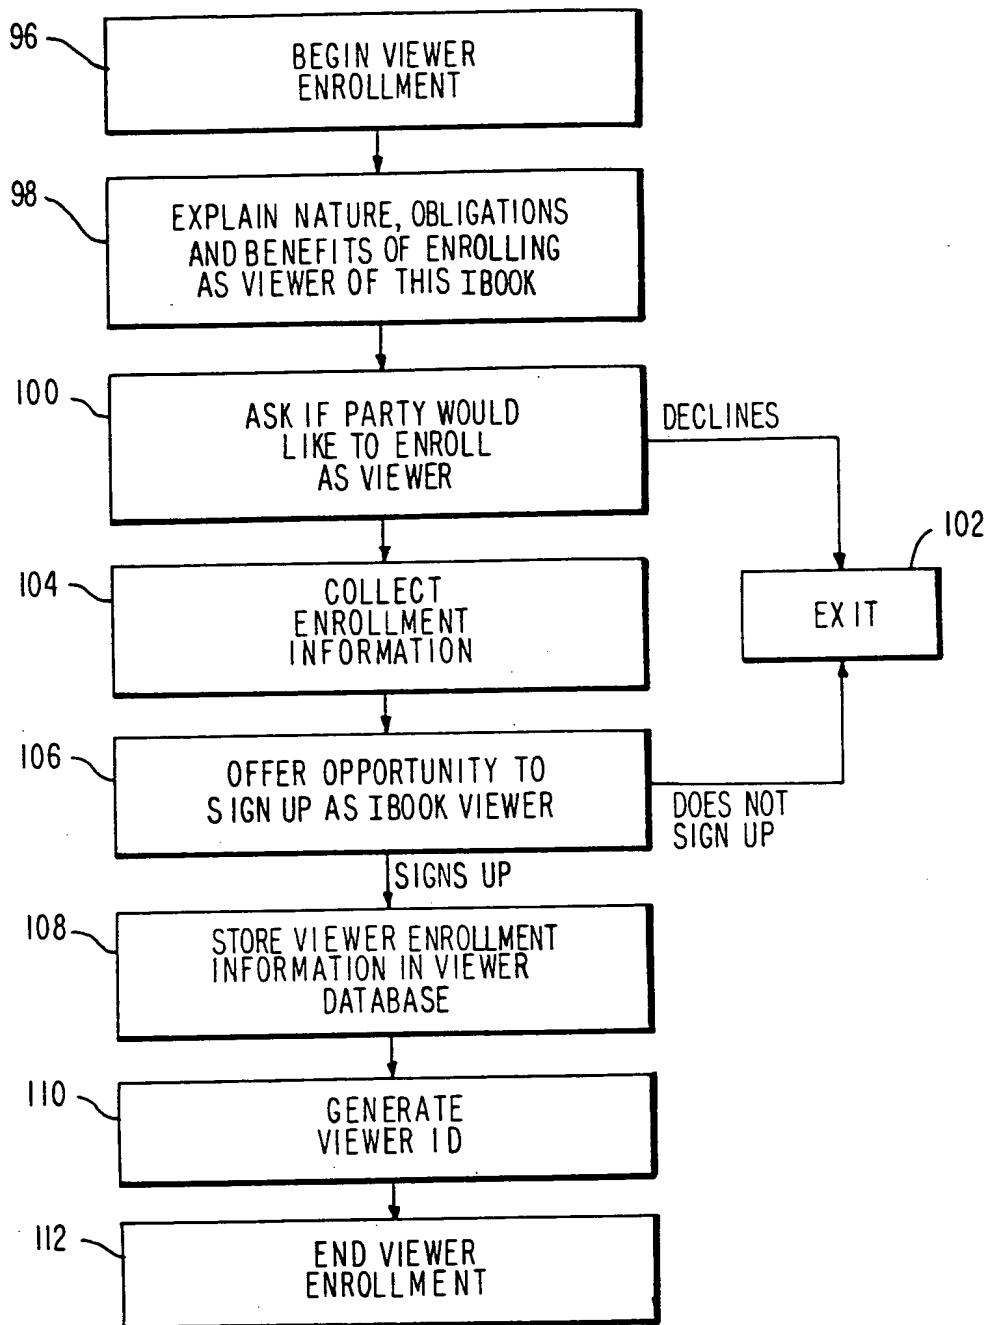 96
BEGIN VIEWER
ENROLLMENT
98
EXPLAIN NATURE, OBLIGATIONS
AND BENEFITS OF ENROLLING
AS VIEWER OF THIS IBOOK
100
ASK IF PARTY WOULD
LIKE TO ENROLL
AS VIEWER
DECLINES
102
EXIT
104
COLLECT
ENROLLMENT
INFORMATION
106
OFFER OPPORTUNITY TO
SIGN UP AS IBOOK VIEWER
DOES NOT
SIGN UP
SIGNS UP
108
STORE VIEWER ENROLLMENT
INFORMATION IN VIEWER
DATABASE
110
GENERATE
VIEWER ID
112
END VIEWER
ENROLLMENT